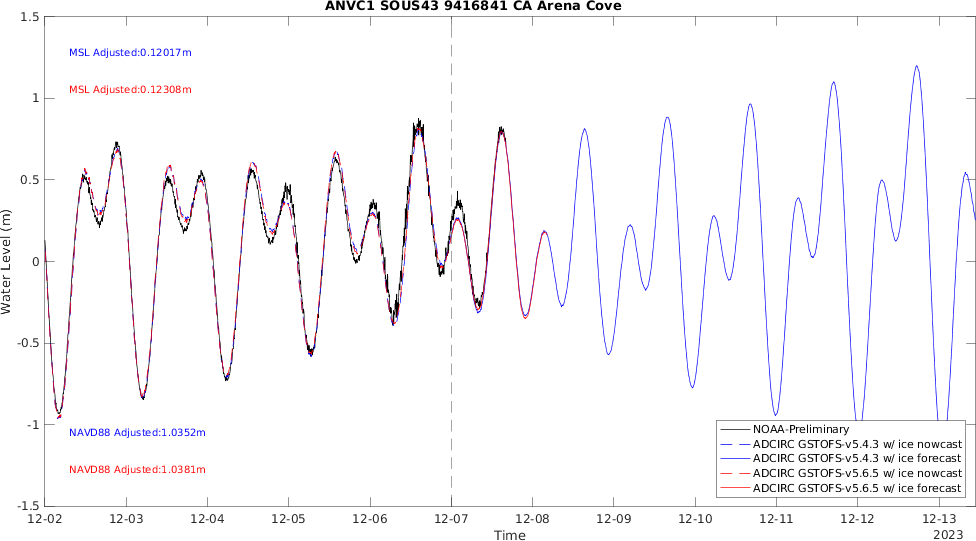 ANVC1 SOUS43 9416841 CA Arena Cove
1.5
MSL Adjusted:0.12017m
MSL Adjusted:0.12308m
1
0.5
0
-0.5
-1
-1.5
Water Level (m)
NAVD88 Adjusted:1.0352m
NAVD88 Adjusted:1.0381m
NOAA-Preliminary
ADCIRC GSTOFS-v5.4.3 w/ ice nowcast
ADCIRC GSTOFS-v5.4.3 w/ ice forecast
ADCIRC GSTOFS-v5.6.5 w/ ice nowcast
ADCIRC GSTOFS-v5.6.5 w/ ice forecast
12-02 12-03 12-04 12-05 12-06 12-07 12-08 12-09 12-10 12-11 12-12 12-13
Time
2023